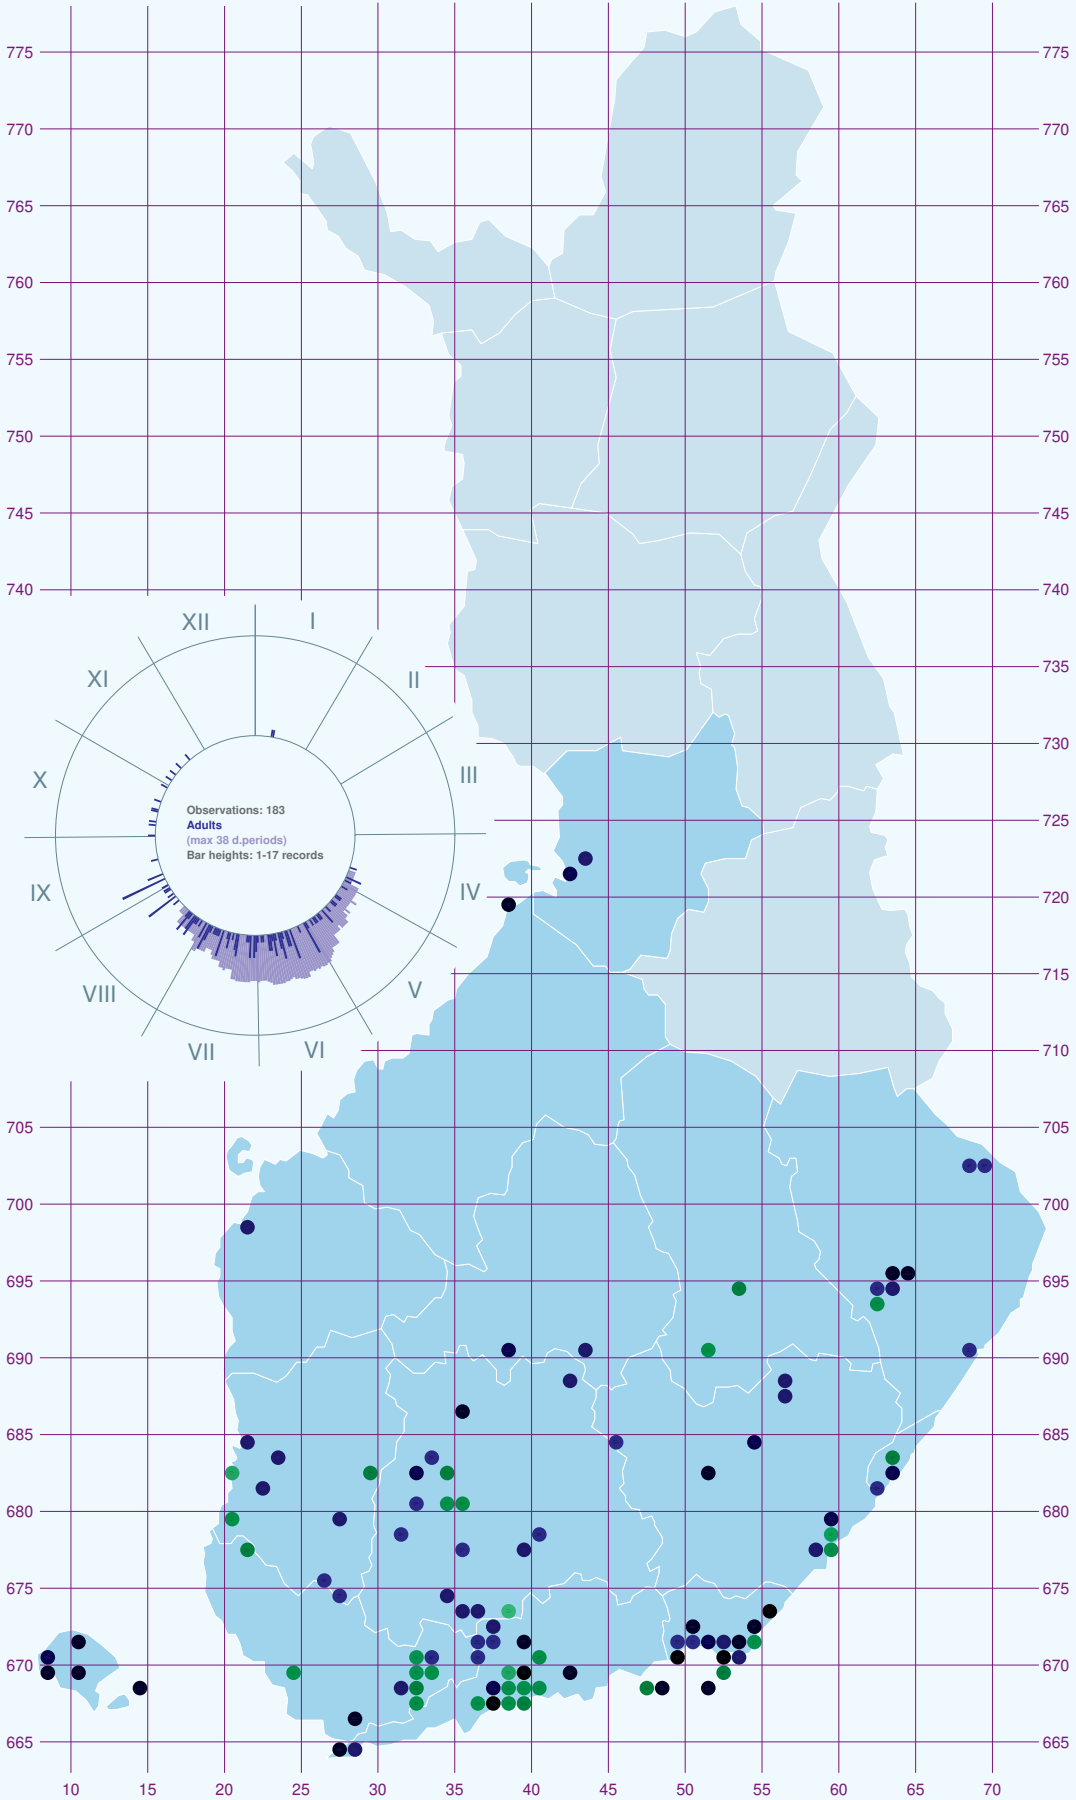 775 775
770 770
765 765
760 760
755 755
750 750
745 745
740 740
XII I
735
XI II
730 730
X III
725
Observations: 183
Adults
(max 38 d.periods)
Bar heights: 1-17 records
IX IV
720
715
VIII V
VII VI
710
705 705
700 700
695 695
690 690
685 685
680 680
675 675
670 670
665 665
10 15 20 25 30 35 40 45 50 55 60 65 70